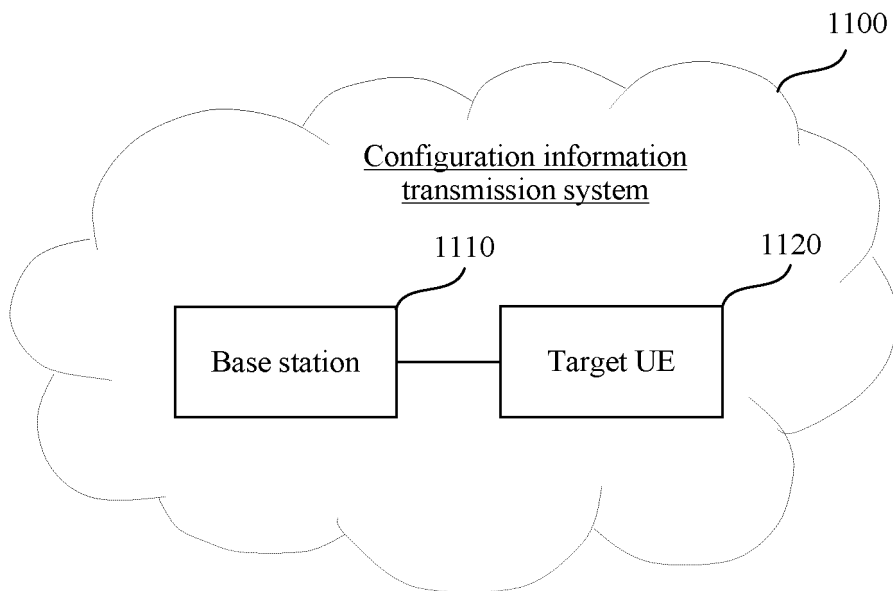 1100
Configuration information
transmission system
1110
1120
Base station
Target UE